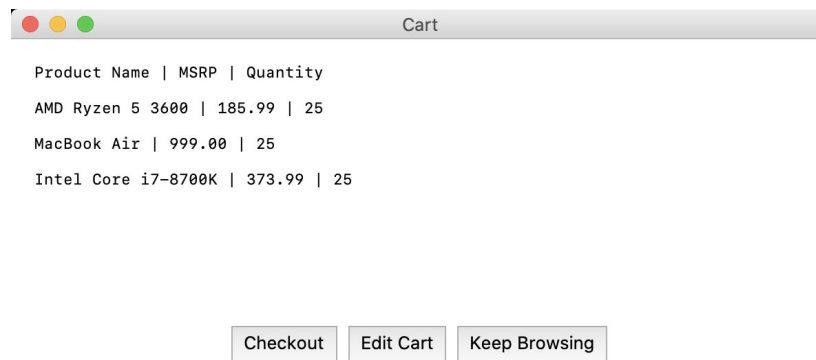 Cart
Product Name | MSRP | Quantity
AMD Ryzen 5 3600 | 185.99 | 25
MacBook Air | 999.00 | 25
Intel Core i7-8700K | 373.99 | 25
Checkout Edit Cart Keep Browsing